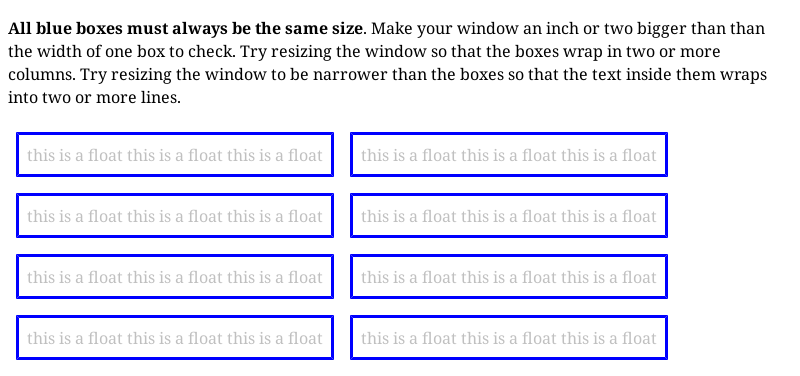 All blue boxes must always be the same size. Make your window an inch or two bigger than than
the width of one box to check. Try resizing the window so that the boxes wrap in two or more
columns. Try resizing the window to be narrower than the boxes so that the text inside them wraps
into two or more lines.
this is a float this is a float this is a float
this is a float this is a float this is a float
this is a float this is a float this is a float
this is a float this is a float this is a float
this is a float this is a float this is a float
this is a float this is a float this is a float
this is a float this is a float this is a float
this is a float this is a float this is a float